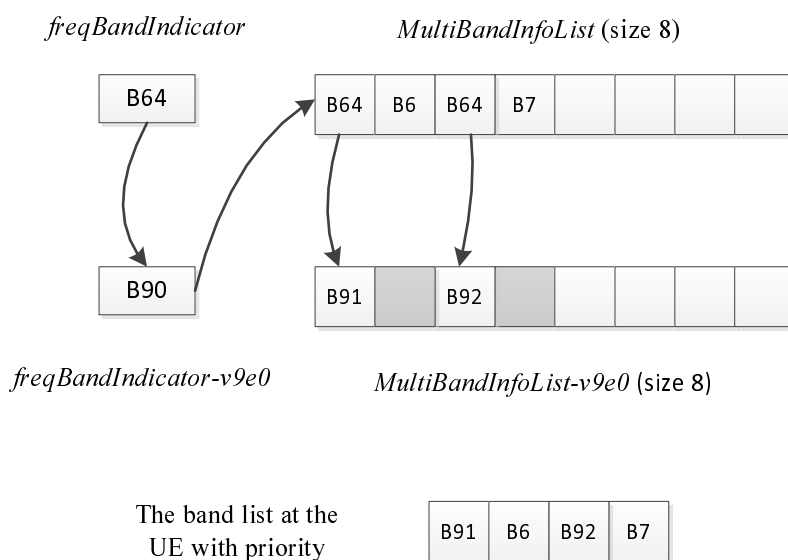 freqBandIndicator
MultiBandInfoList (size 8)
B64
B64 B6 B64 B7
B90
B91 B92
freqBandIndicator-v9e0
MultiBandInfoList-v9e0 (size 8)
The band list at the
UE with priority
B91 B6 B92 B7